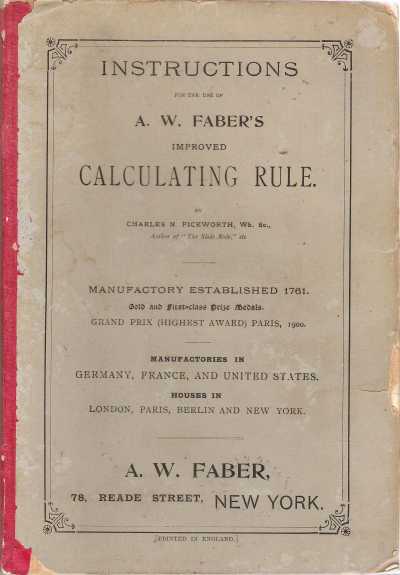 INSTRUCTIONS
FOR THE USE OF
A. W. FABER'S
IMPROVED
CALCULATING RULE.
BY
CHARLES N. PICKWORTH, Wh. Sc.,
Author of "The Slide Rule," etc
MANUFACTORY ESTABLISHED 1761.
Gold and First-class Prize Medals.
GRAND PRIX (HIGHEST AWARD) PARIS, 1900.
MANUFACTORIES IN
GERMANY, FRANCE, AND UNITED STATES.
HOUSES IN
LONDON, PARIS, BERLIN AND NEW YORK.
A. W. FABER,
78, READE STREET, NEW YORK.
[PRINTED IN ENGLAND.]